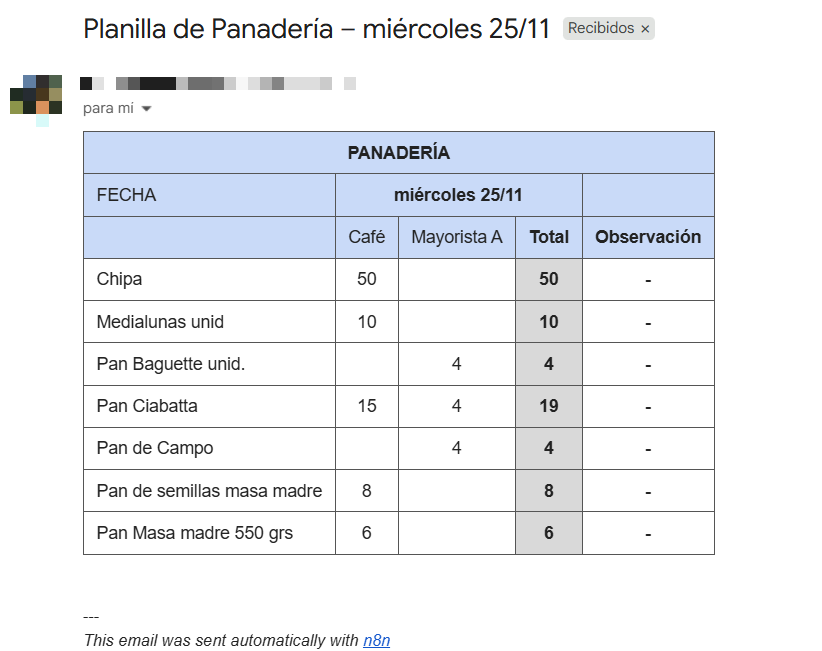 Planilla de Panadería – miércoles 25/11 Recibidos ×
para mí
PANADERÍA
FECHA miércoles 25/11
Café Mayorista A Total Observación
Chipa 50 50 -
Medialunas unid 10 10 -
Pan Baguette unid. 4 4 -
Pan Ciabatta 15 4 19 -
Pan de Campo 4 4 -
Pan de semillas masa madre 8 8 -
Pan Masa madre 550 grs 6 6 -
---
This email was sent automatically with n8n